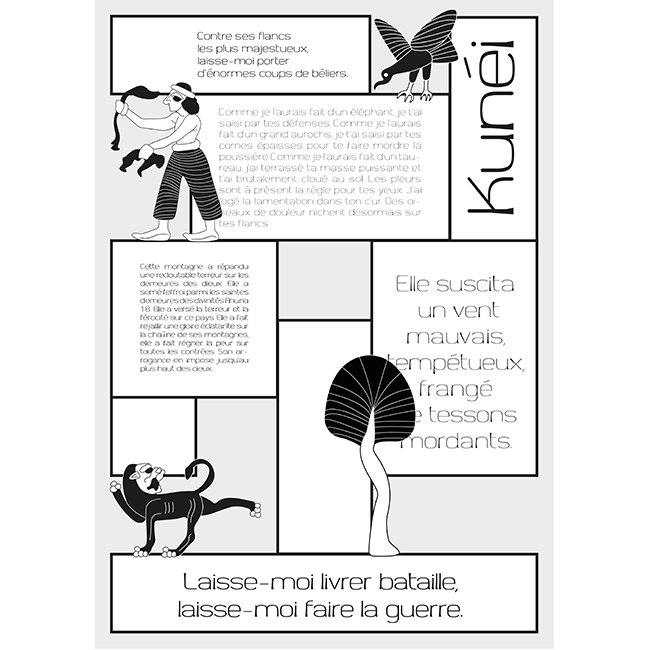 Contre ses flancs
les plus majestueux,
laisse-moi porter
d'énormes coups de béliers.
Kunéi
Comme je l'aurais fait d'un éléphant, je t'ai
saisi par tes défenses. Comme je l'aurais
fait d'un grand aurochs, je t'ai saisi par tes
cornes épaisses pour te faire mordre la
poussière Comme je l'aurais fait d'un tau-
reau, j'ai terrassé ta masse puissante et
t'ai brutalement cloué au sol. Les pleurs
sont à présent la règle pour tes yeux. J'ai
logé la lamentation dans ton c'ur. Des oi-
seaux de douleur nichent désormais sur
tes flancs.
Cette montagne a répandu
une redoutable terreur sur les
demeures des dieux. Elle a
semé l'effroi parmi les saintes
demeures des divinités Anuna
18. Elle a versé la terreur et la
férocité sur ce pays. Elle a fait
rejaillir une gloire éclatante sur
la chaîne de ses montagnes,
elle a fait régner la peur sur
toutes les contrées. Son ar-
rogance en impose jusqu'au
plus haut des cieux.
Elle suscita
un vent
mauvais,
tempétueux,
frangé
de tessons
mordants.
Laisse-moi livrer bataille,
laisse-moi faire la guerre.